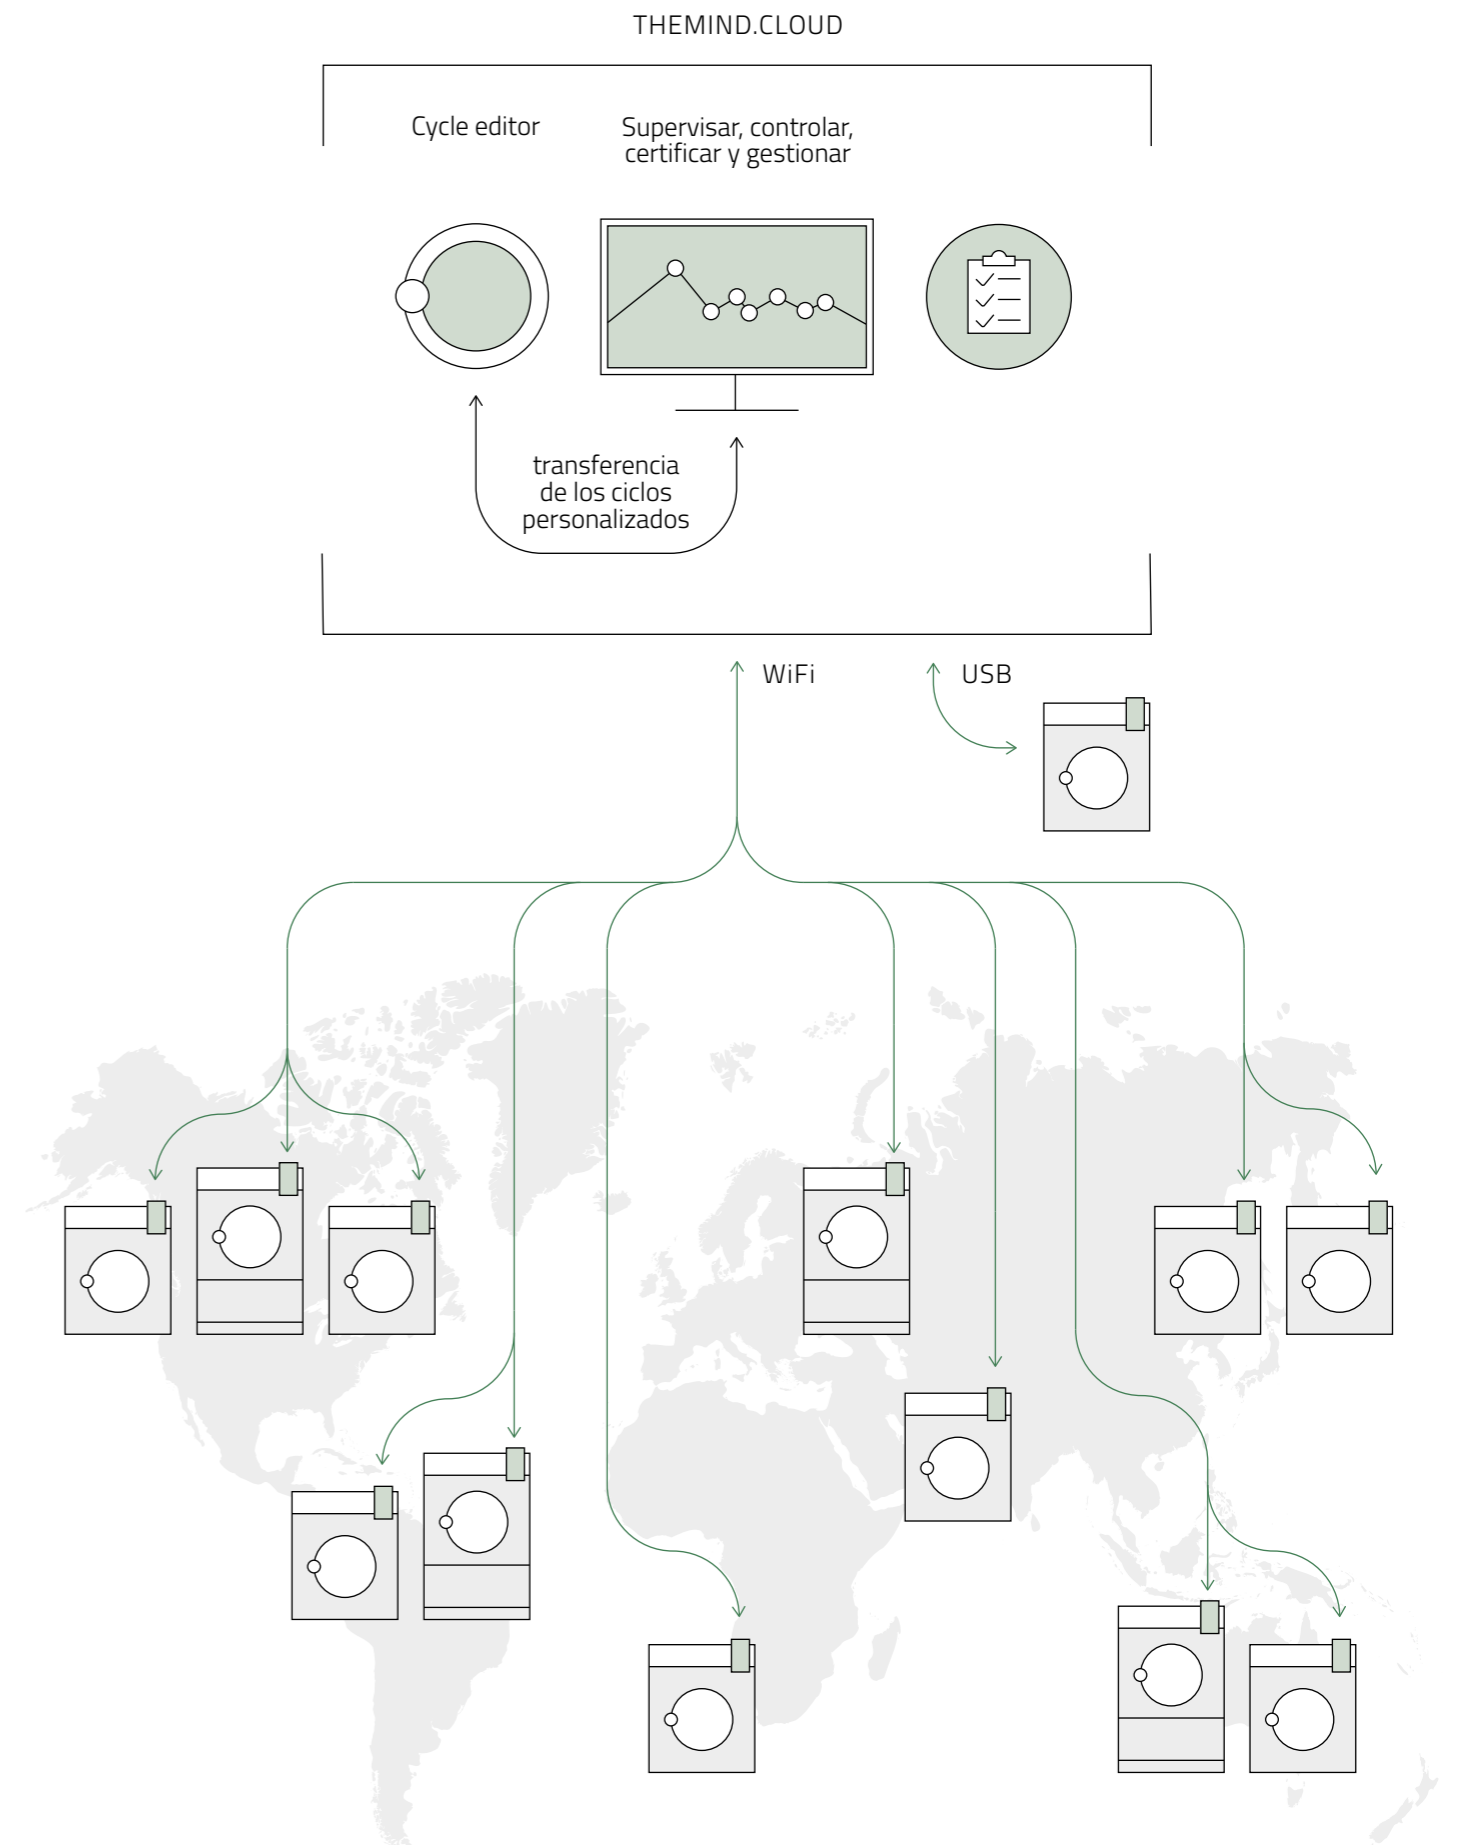 THEMIND.CLOUD
Cycle editor
Supervisar, controlar,
certificar y gestionar
transferencia
de los ciclos
personalizados
WiFi
USB